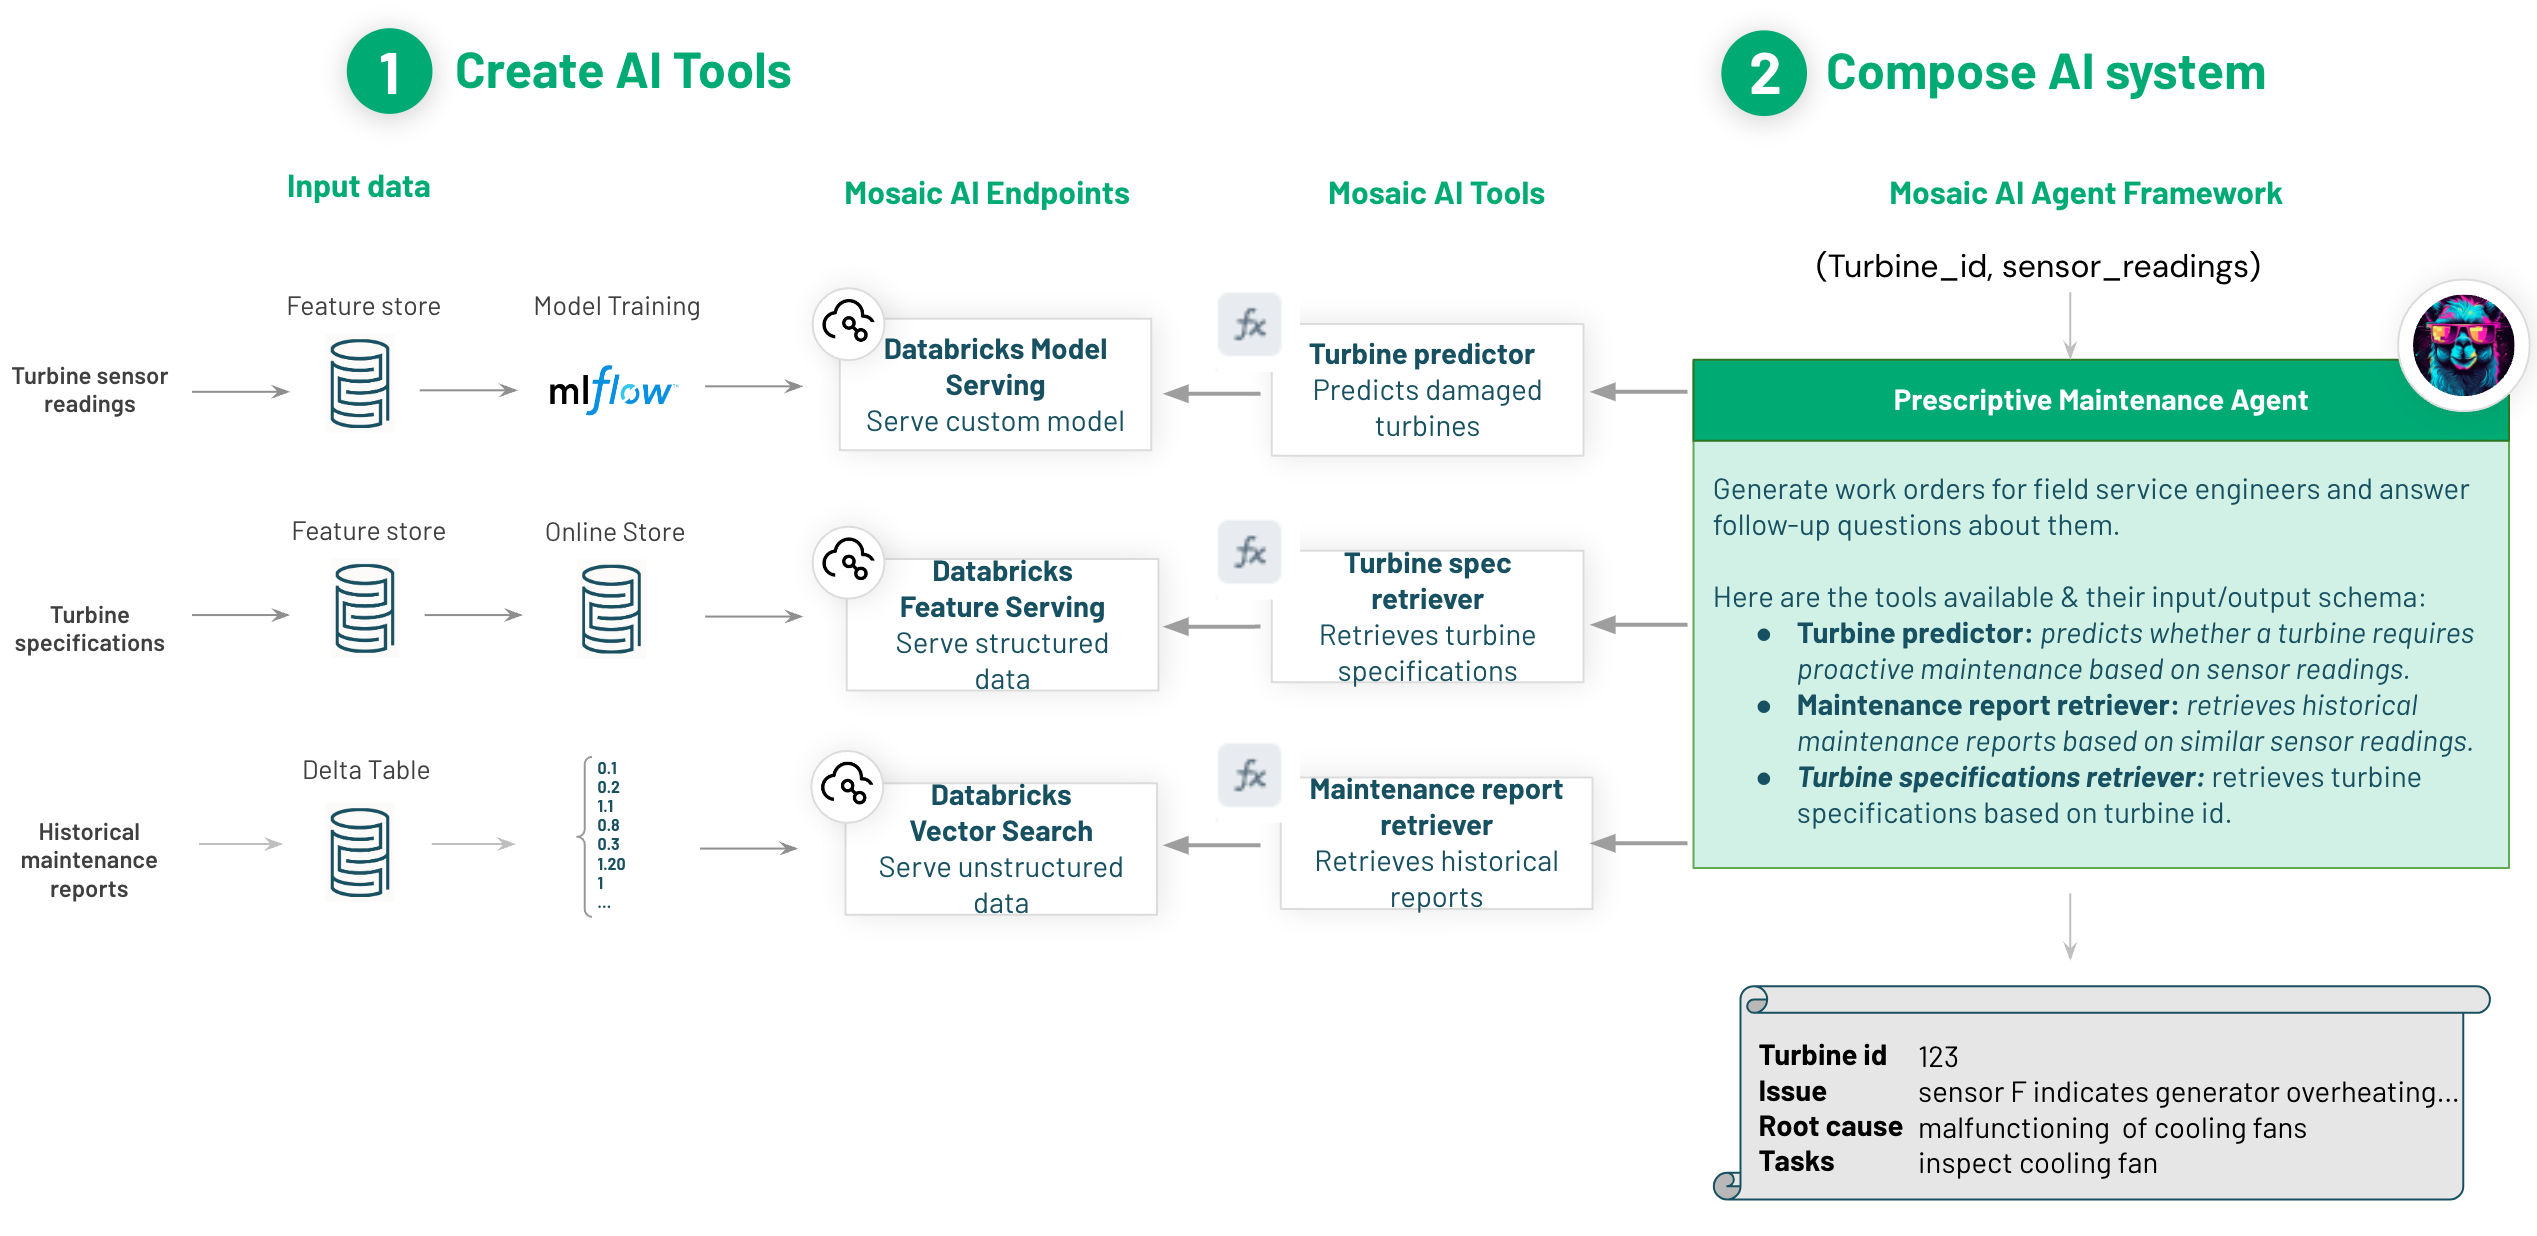 1 Create AI Tools
2 Compose AI system
Input data
Mosaic AI Endpoints
Mosaic AI Tools
Mosaic AI Agent Framework
Turbine sensor
readings
Feature store
Model Training
mlflow™
Databricks Model
Serving
Serve custom model
fx
Turbine predictor
Predicts damaged
turbines
Turbine
specifications
Feature store
Online Store
Databricks
Feature Serving
Serve structured
data
fx
Turbine spec
retriever
Retrieves turbine
specifications
Historical
maintenance
reports
Delta Table
0.1
0.2
1.1
0.8
0.3
1.20
1
...
Databricks
Vector Search
Serve unstructured
data
fx
Maintenance report
retriever
Retrieves historical
reports
(Turbine_id, sensor_readings)
Prescriptive Maintenance Agent
Generate work orders for field service engineers and answer
follow-up questions about them.
Here are the tools available & their input/output schema:
● Turbine predictor: predicts whether a turbine requires
proactive maintenance based on sensor readings.
● Maintenance report retriever: retrieves historical
maintenance reports based on similar sensor readings.
● Turbine specifications retriever: retrieves turbine
specifications based on turbine id.
Turbine id 123
Issue sensor F indicates generator overheating...
Root cause malfunctioning of cooling fans
Tasks inspect cooling fan